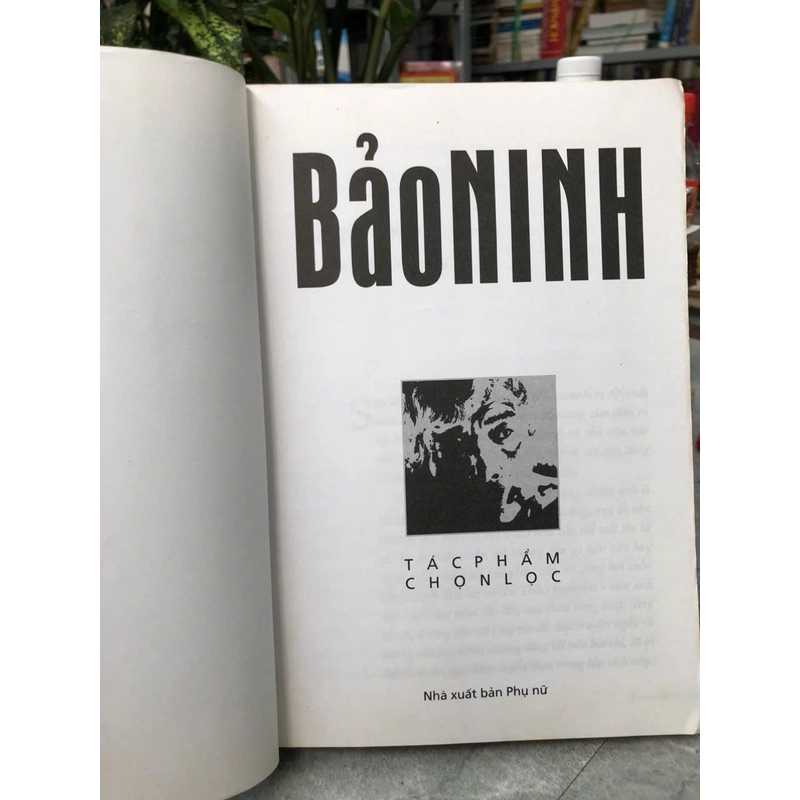 BảoNINH
TÁCPHẨM
CHỌNLỌC
Nhà xuất bản Phụ nữ